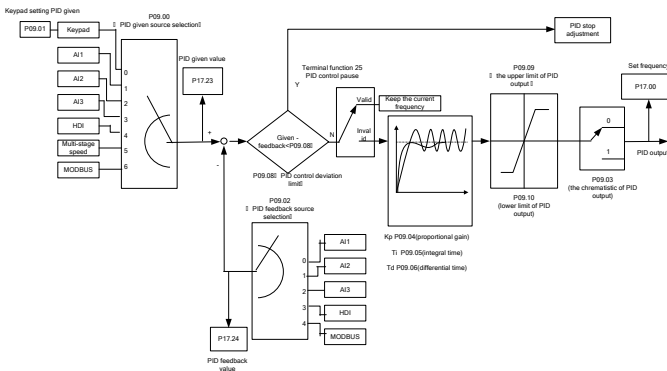 Keypad setting PID given
P09.00
( PID given source selection)
P09.01
Keypad
AI1
AI2
AI3
HDI
Multi-stage
speed
MODBUS
0
1
2
3
4
5
6
PID given value
P17.23
+
-
Y
Given -
feedback<P09.08
N
P09.08 PID control deviation
limit
Terminal function 25
PID control pause
Valid
Inval
id
Keep the current
frequency
PID stop
adjustment
Kp P09.04(proportional gain)
Ti P09.05(integral time)
Td P09.06(differential time)
P09.09
the upper limit of PID
output
P09.10
(lower limit of PID
output)
0
1
P09.03
(the chrmatistic of PID
output)
Set frequency
P17.00
PID output
P09.02
PID feedback source
selection
0
1
2
3
4
AI1
AI2
AI3
HDI
MODBUS
P17.24
PID feedback
value